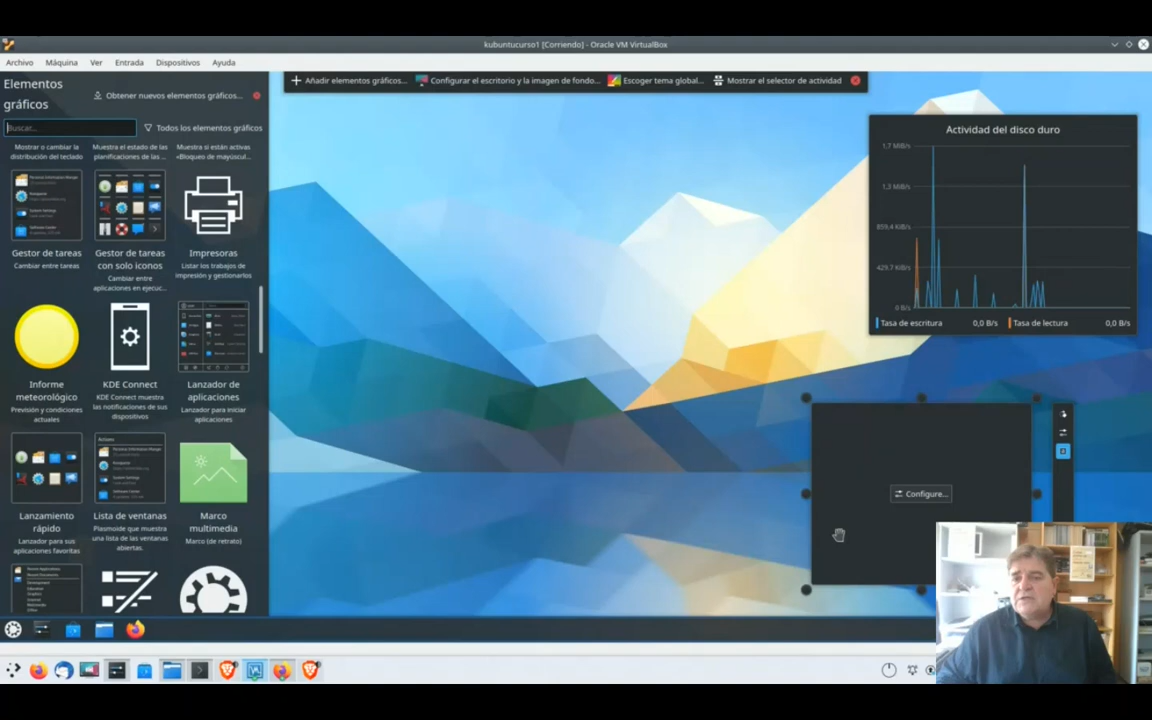 kubuntucurso1 [Corriendo] - Oracle VM VirtualBox
Archivo Máquina Ver Entrada Dispositivos Ayuda
Elementos
gráficos
Obtener nuevos elementos gráficos...
Buscar...
Todos los elementos gráficos
Añadir elementos gráficos...
Configurar el escritorio y la imagen de fondo...
Escoger tema global...
Mostrar el selector de actividad
Mostrar o cambiar la
distribución del teclado
Muestra el estado de las
planificaciones de las ...
Muestra si están activas
«Bloqueo de mayúscul...
Gestor de tareas
Cambiar entre tareas
Gestor de tareas
con solo iconos
Cambiar entre
aplicaciones en ejecuc...
Impresoras
Listar los trabajos de
impresión y gestionarlos
Informe
meteorológico
Previsión y condiciones
actuales
KDE Connect
KDE Connect muestra
las notificaciones de sus
dispositivos
Lanzador de
aplicaciones
Lanzador para iniciar
aplicaciones
Lanzamiento
rápido
Lanzador para sus
aplicaciones favoritas
Lista de ventanas
Plasmoide que muestra
una lista de las ventanas
abiertas.
Marco
multimedia
Marco (de retrato)
Actividad del disco duro
1,7 MiB/s
1,3 MiB/s
859,4 KiB/s
429,7 KiB/s
0 B/s
Tasa de escritura 0,0 B/s Tasa de lectura 0,0 B/s
Configure...